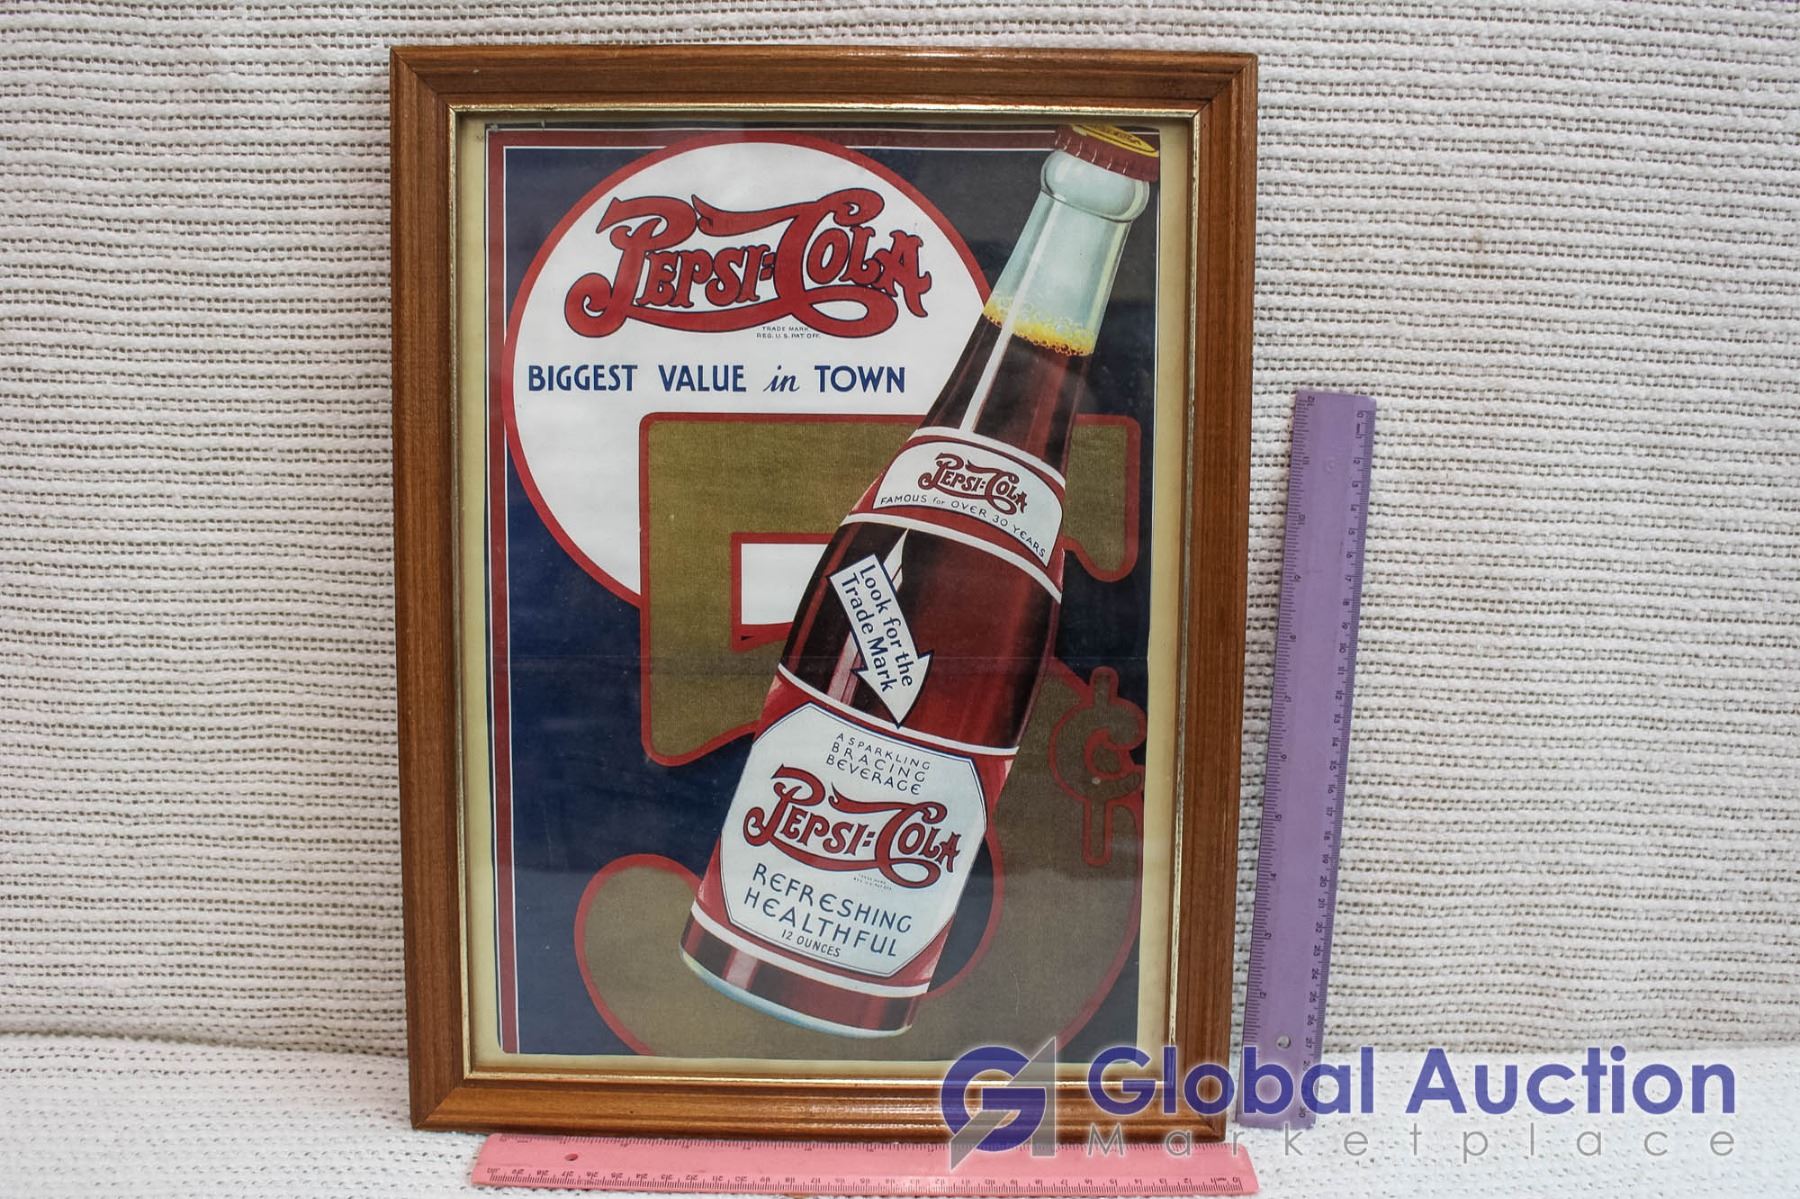 PEPSI=COLA
TRADE MARK
REG. U.S. PAT. OFF.
BIGGEST VALUE in TOWN
5¢
PEPSI=COLA
FAMOUS for OVER 30 YEARS
Look for the
Trade Mark
A SPARKLING
BRACING
BEVERAGE
PEPSI=COLA
REFRESHING
HEALTHFUL
12 OUNCES
Global Auction
Marketplace